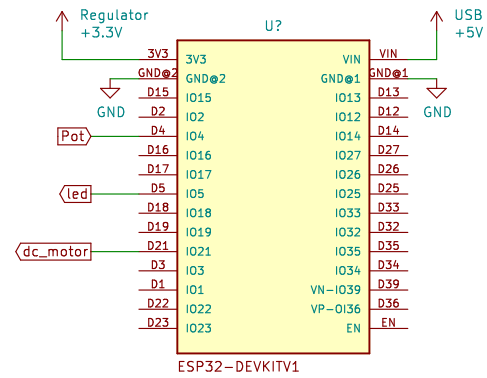 Regulator
+3.3V
U?
USB
+5V
3V3 3V3 VIN VIN
GND@2 GND@2 GND@1 GND@1
GND GND
D15 IO15 IO13 D13
D2 IO2 IO12 D12
Pot D4 IO4 IO14 D14
D16 IO16 IO27 D27
D17 IO17 IO26 D26
led D5 IO5 IO25 D25
D18 IO18 IO33 D33
D19 IO19 IO32 D32
dc_motor D21 IO21 IO35 D35
D3 IO3 IO34 D34
D1 IO1 VN-IO39 D39
D22 IO22 VP-OI36 D36
D23 IO23 EN EN
ESP32-DEVKITV1